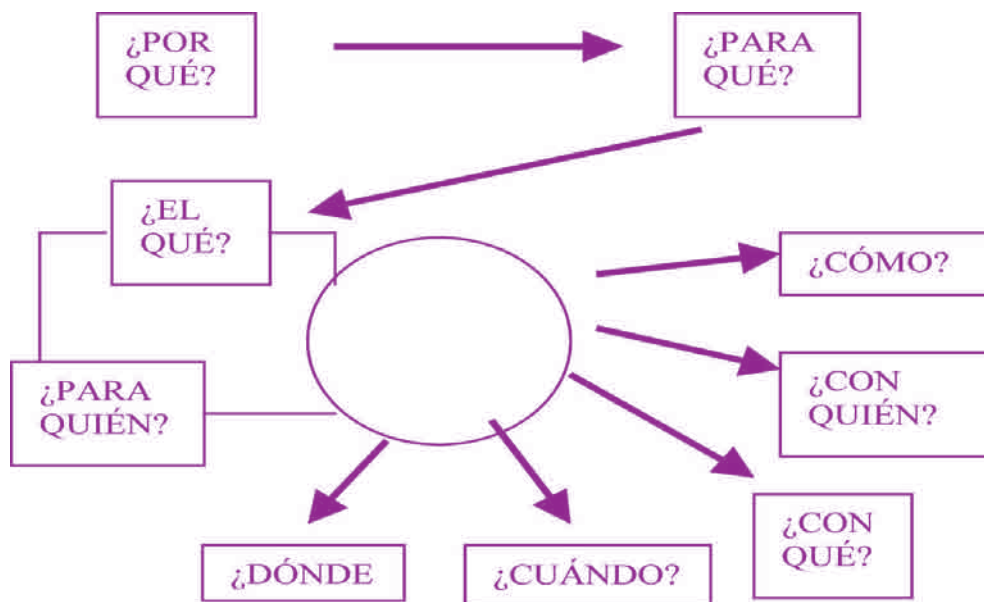 ¿POR
QUÉ?
¿PARA
QUÉ?
¿EL
QUÉ?
¿CÓMO?
¿PARA
QUIÉN?
¿CON
QUIÉN?
¿CON
QUÉ?
¿DÓNDE
¿CUÁNDO?